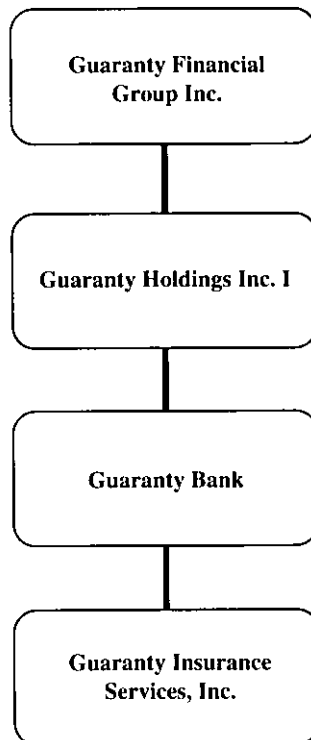 Guaranty Financial
Group Inc.
Guaranty Holdings Inc. I
Guaranty Bank
Guaranty Insurance
Services, Inc.